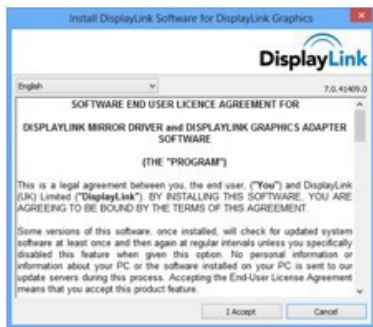 Install DisplayLink Software for DisplayLink Graphics
DisplayLink
English
7.0.41409.0
SOFTWARE END USER LICENCE AGREEMENT FOR
DISPLAYLINK MIRROR DRIVER and DISPLAYLINK GRAPHICS ADAPTER
SOFTWARE
(THE "PROGRAM")
This is a legal agreement between you, the end user, ("You") and DisplayLink
(UK) Limited ("DisplayLink"). BY INSTALLING THIS SOFTWARE, YOU ARE
AGREEING TO BE BOUND BY THE TERMS OF THIS AGREEMENT.
Some versions of this software, once installed, will check for updated system
software at least once and then again at regular intervals unless you specifically
disabled this feature when given this option. No personal information or
information about your PC or the software installed on your PC is sent to our
update servers during this process. Accepting the End-User License Agreement
means that you accept this product feature.
I Accept
Cancel